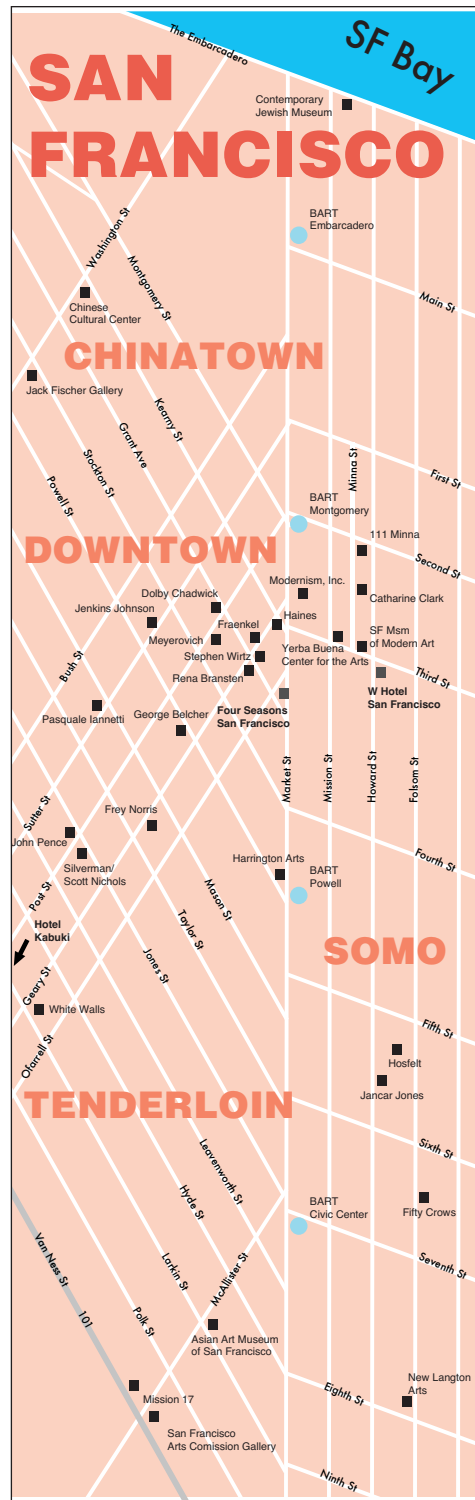 The Embarcadero
SF Bay
SAN
FRANCISCO
Contemporary
Jewish Museum
BART
Embarcadero
Washington St
Montgomery St
Main St
Chinese
Cultural Center
CHINATOWN
Jack Fischer Gallery
Kearny St
Grant Ave
Stockton St
Powell St
Minna St
First St
BART
Montgomery
111 Minna
Second St
DOWNTOWN
Dolby Chadwick
Modernism, Inc.
Catharine Clark
Jenkins Johnson
Fraenkel
Haines
Meyerovich
Yerba Buena
Center for the Arts
SF Msm
of Modern Art
Stephen Wirtz
Rena Bransten
Third St
Bush St
W Hotel
San Francisco
Pasquale Iannetti
George Belcher
Four Seasons
San Francisco
Market St
Mission St
Howard St
Folsom St
Sutter St
Frey Norris
John Pence
Silverman/
Scott Nichols
Fourth St
Harrington Arts
BART
Powell
Post St
Mason St
Taylor St
Jones St
Hotel
Kabuki
SOMO
Geary St
White Walls
Ofarrell St
Fifth St
Hosfelt
Jancar Jones
TENDERLOIN
Sixth St
Leavenworth St
Hyde St
BART
Civic Center
Fifty Crows
Seventh St
Van Ness St
101
Larkin St
McAllister St
Polk St
Asian Art Museum
of San Francisco
Mission 17
San Francisco
Arts Comission Gallery
New Langton
Arts
Eighth St
Ninth St